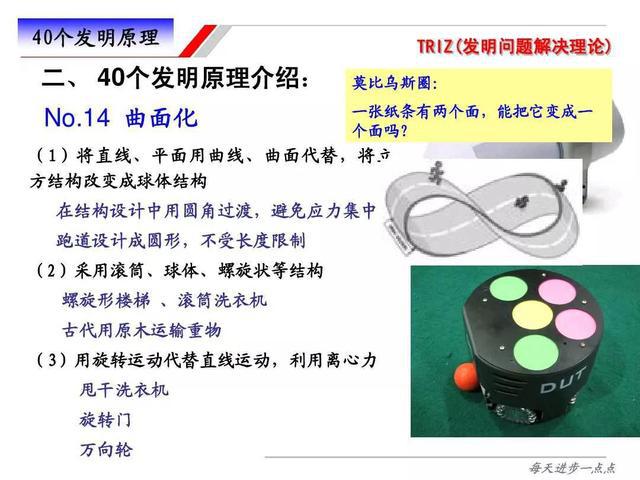 40个发明原理
TRIZ(发明问题解决理论)
二、 40个发明原理介绍：
莫比乌斯圈：
一张纸条有两个面，能把它变成一
个面吗？
No.14 曲面化
（1）将直线、平面用曲线、曲面代替，将立
方结构改变成球体结构
在结构设计中用圆角过渡，避免应力集中
跑道设计成圆形，不受长度限制
（2）采用滚筒、球体、螺旋状等结构
螺旋形楼梯 、滚筒洗衣机
古代用原木运输重物
（3）用旋转运动代替直线运动，利用离心力
甩干洗衣机
旋转门
万向轮
DUT
每天进步一点点